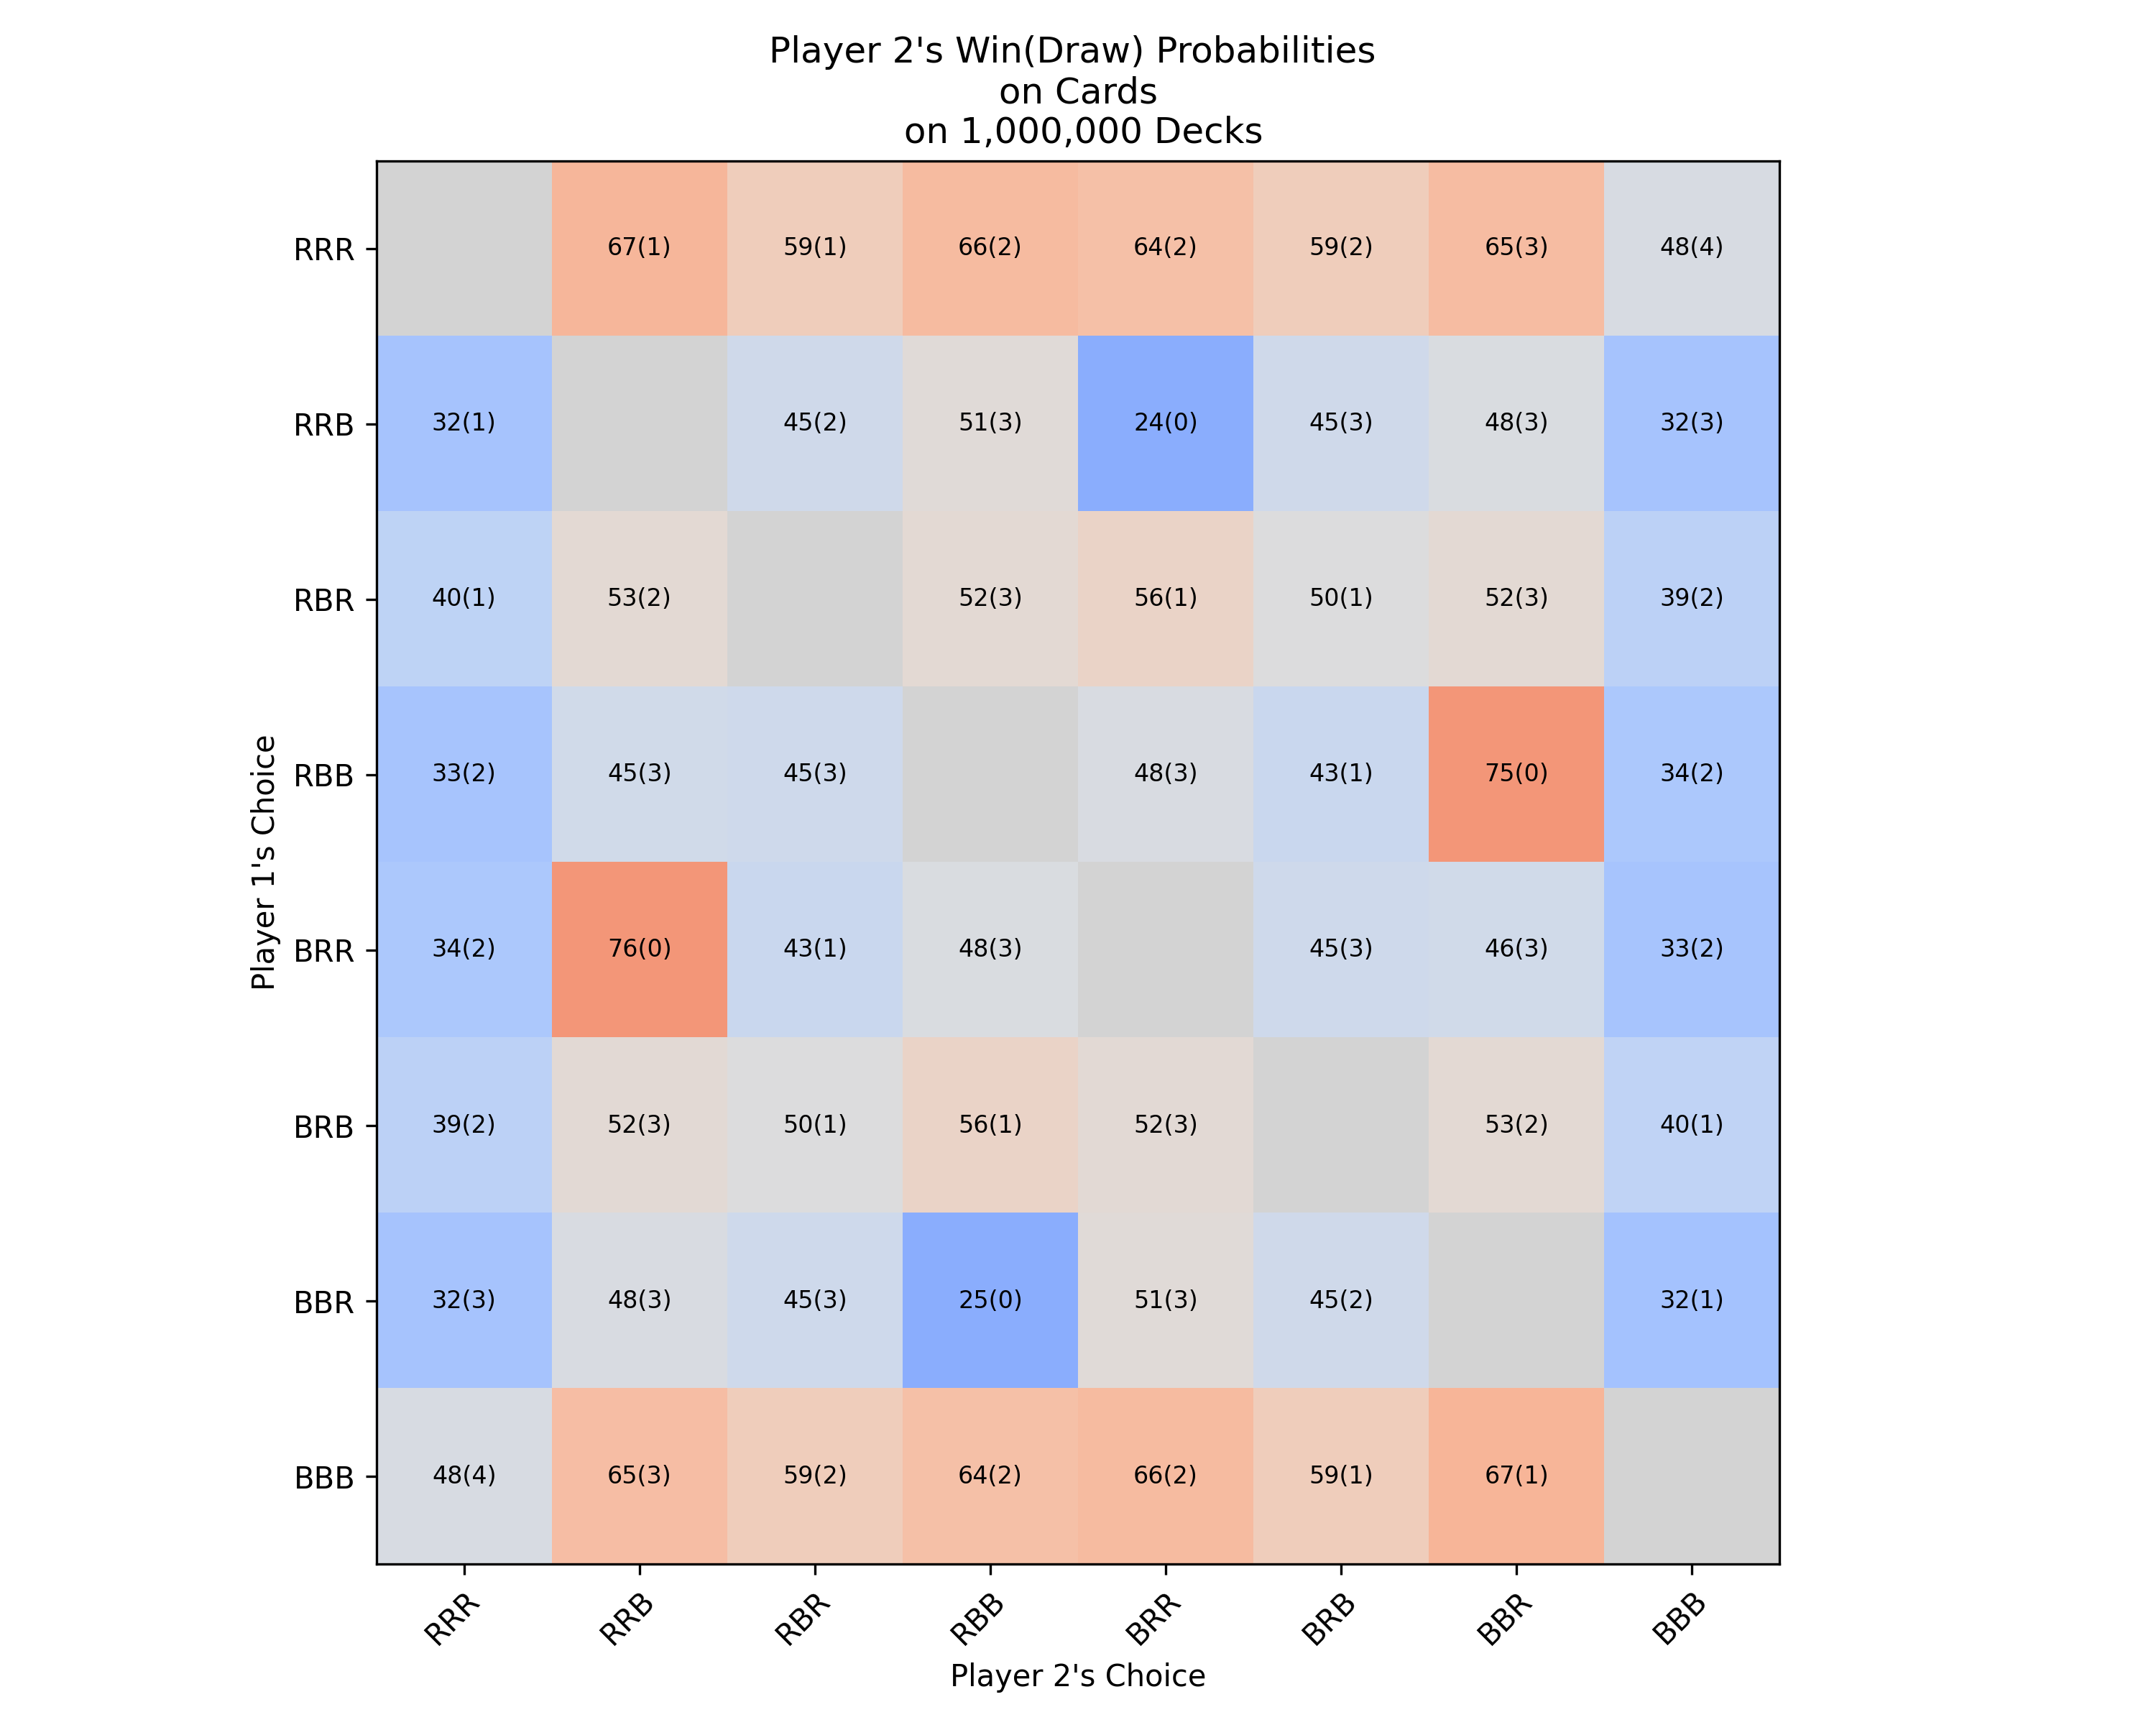 Player 2's Win(Draw) Probabilities
on Cards
on 1,000,000 Decks
Player 1's Choice
RRR 67(1) 59(1) 66(2) 64(2) 59(2) 65(3) 48(4)
RRB 32(1) 45(2) 51(3) 24(0) 45(3) 48(3) 32(3)
RBR 40(1) 53(2) 52(3) 56(1) 50(1) 52(3) 39(2)
RBB 33(2) 45(3) 45(3) 48(3) 43(1) 75(0) 34(2)
BRR 34(2) 76(0) 43(1) 48(3) 45(3) 46(3) 33(2)
BRB 39(2) 52(3) 50(1) 56(1) 52(3) 53(2) 40(1)
BBR 32(3) 48(3) 45(3) 25(0) 51(3) 45(2) 32(1)
BBB 48(4) 65(3) 59(2) 64(2) 66(2) 59(1) 67(1)
RRR RRB RBR RBB BRR BRB BBR BBB
Player 2's Choice